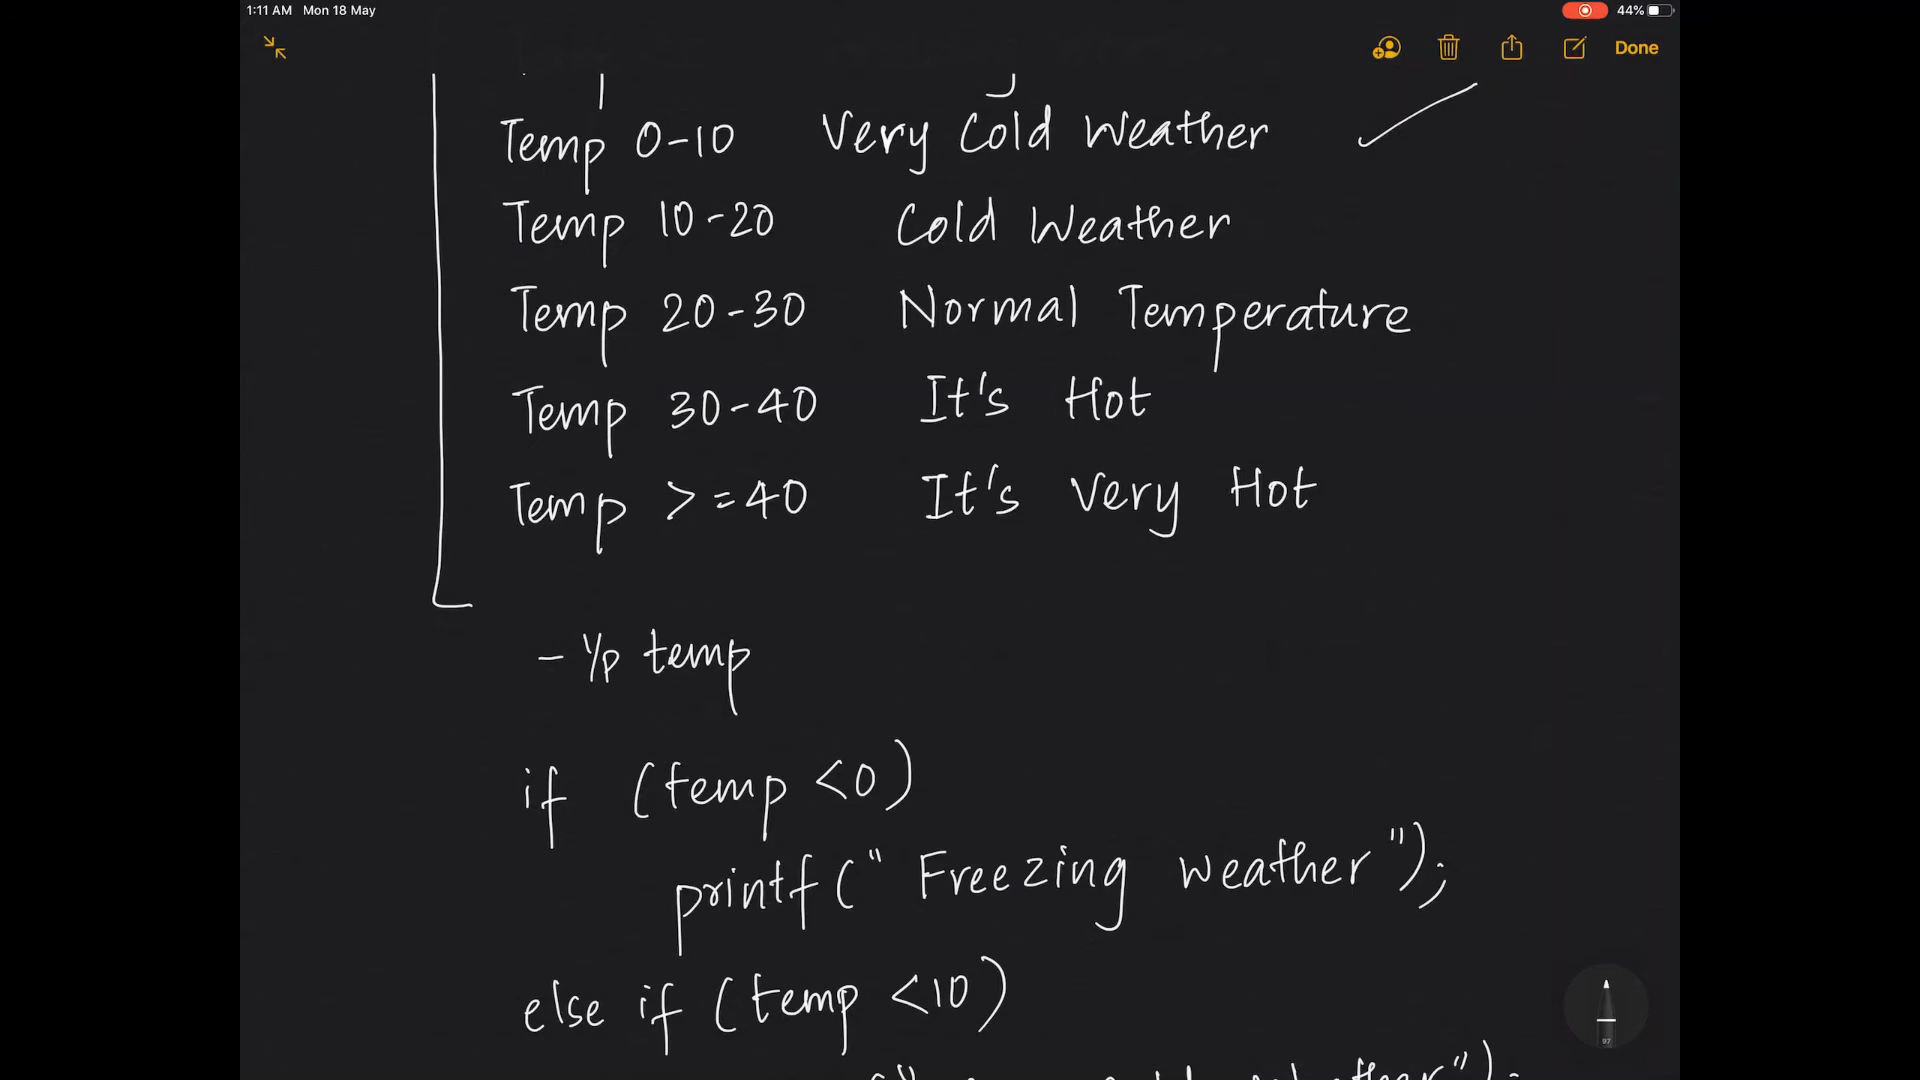 1:11 AM Mon 18 May 44%
Done
Temp 0-10 Very Cold Weather
Temp 10-20 Cold Weather
Temp 20-30 Normal Temperature
Temp 30-40 It's Hot
Temp >=40 It's Very Hot
- I/p temp
if (temp <0)
printf(" Freezing weather");
else if (temp <10)
97